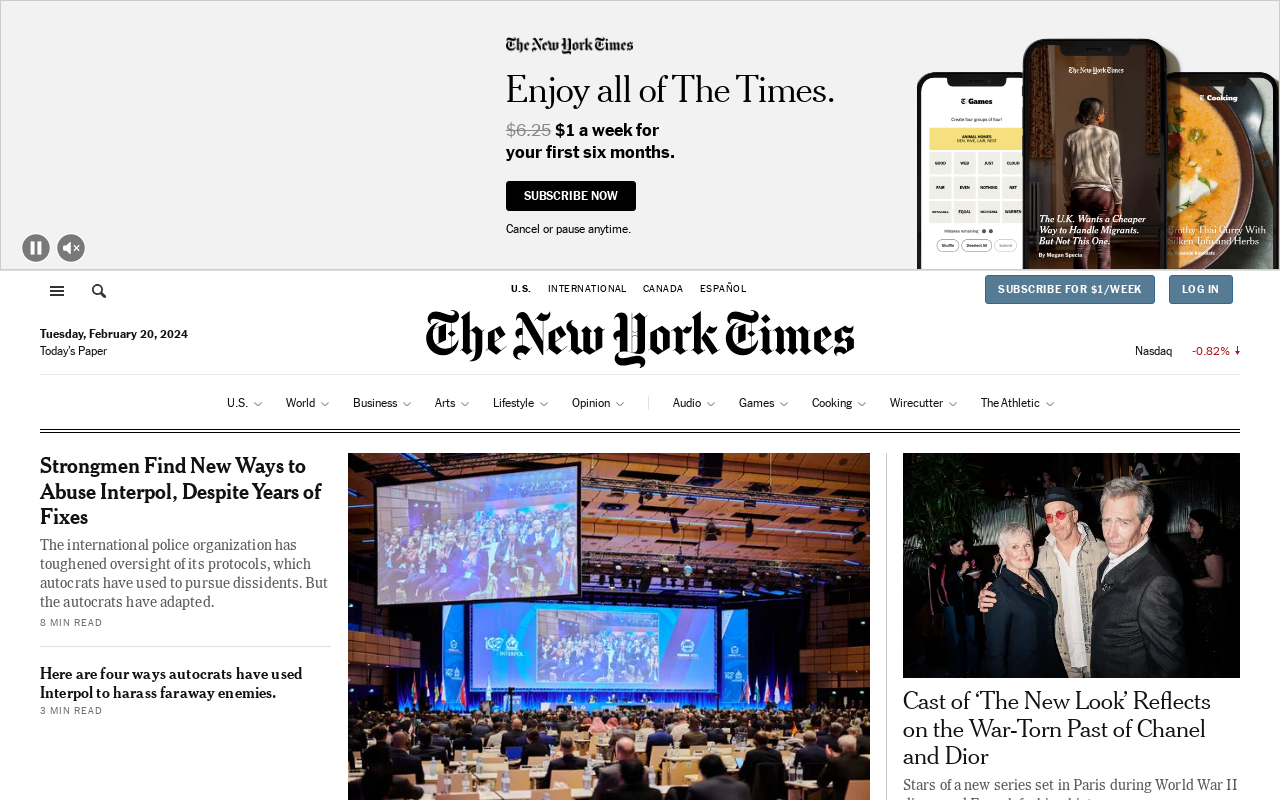 The New York Times
Enjoy all of The Times.
$6.25 $1 a week for
your first six months.
SUBSCRIBE NOW
Cancel or pause anytime.
Games
Create four groups of four!
ANIMAL HOMES
DEN, HIVE, LAIR, NEST
GOOD WEB JUST CLOUD
FAIR EVEN NOTHING NET
EQUAL WARREN
Mistakes remaining:
Shuffle Deselect All Submit
The New York Times
The U.K. Wants a Cheaper
Way to Handle Migrants.
But Not This One.
By Megan Specia
Cooking
Brothy Thai Curry With
Silken Tofu and Herbs
U.S. INTERNATIONAL CANADA ESPAÑOL
SUBSCRIBE FOR $1/WEEK LOG IN
Tuesday, February 20, 2024
Today's Paper
The New York Times
Nasdaq -0.82%
U.S. World Business Arts Lifestyle Opinion Audio Games Cooking Wirecutter The Athletic
Strongmen Find New Ways to
Abuse Interpol, Despite Years of
Fixes
The international police organization has
toughened oversight of its protocols, which
autocrats have used to pursue dissidents. But
the autocrats have adapted.
8 MIN READ
Here are four ways autocrats have used
Interpol to harass faraway enemies.
3 MIN READ
INTERPOL
Cast of ‘The New Look’ Reflects
on the War-Torn Past of Chanel
and Dior
Stars of a new series set in Paris during World War II